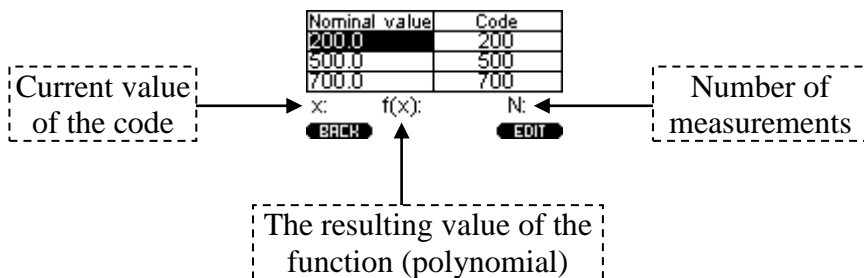 Nominal value Code
200.0 200
500.0 500
700.0 700
Current value
of the code
x: f(x): N:
Number of
measurements
BACK EDIT
The resulting value of the
function (polynomial)